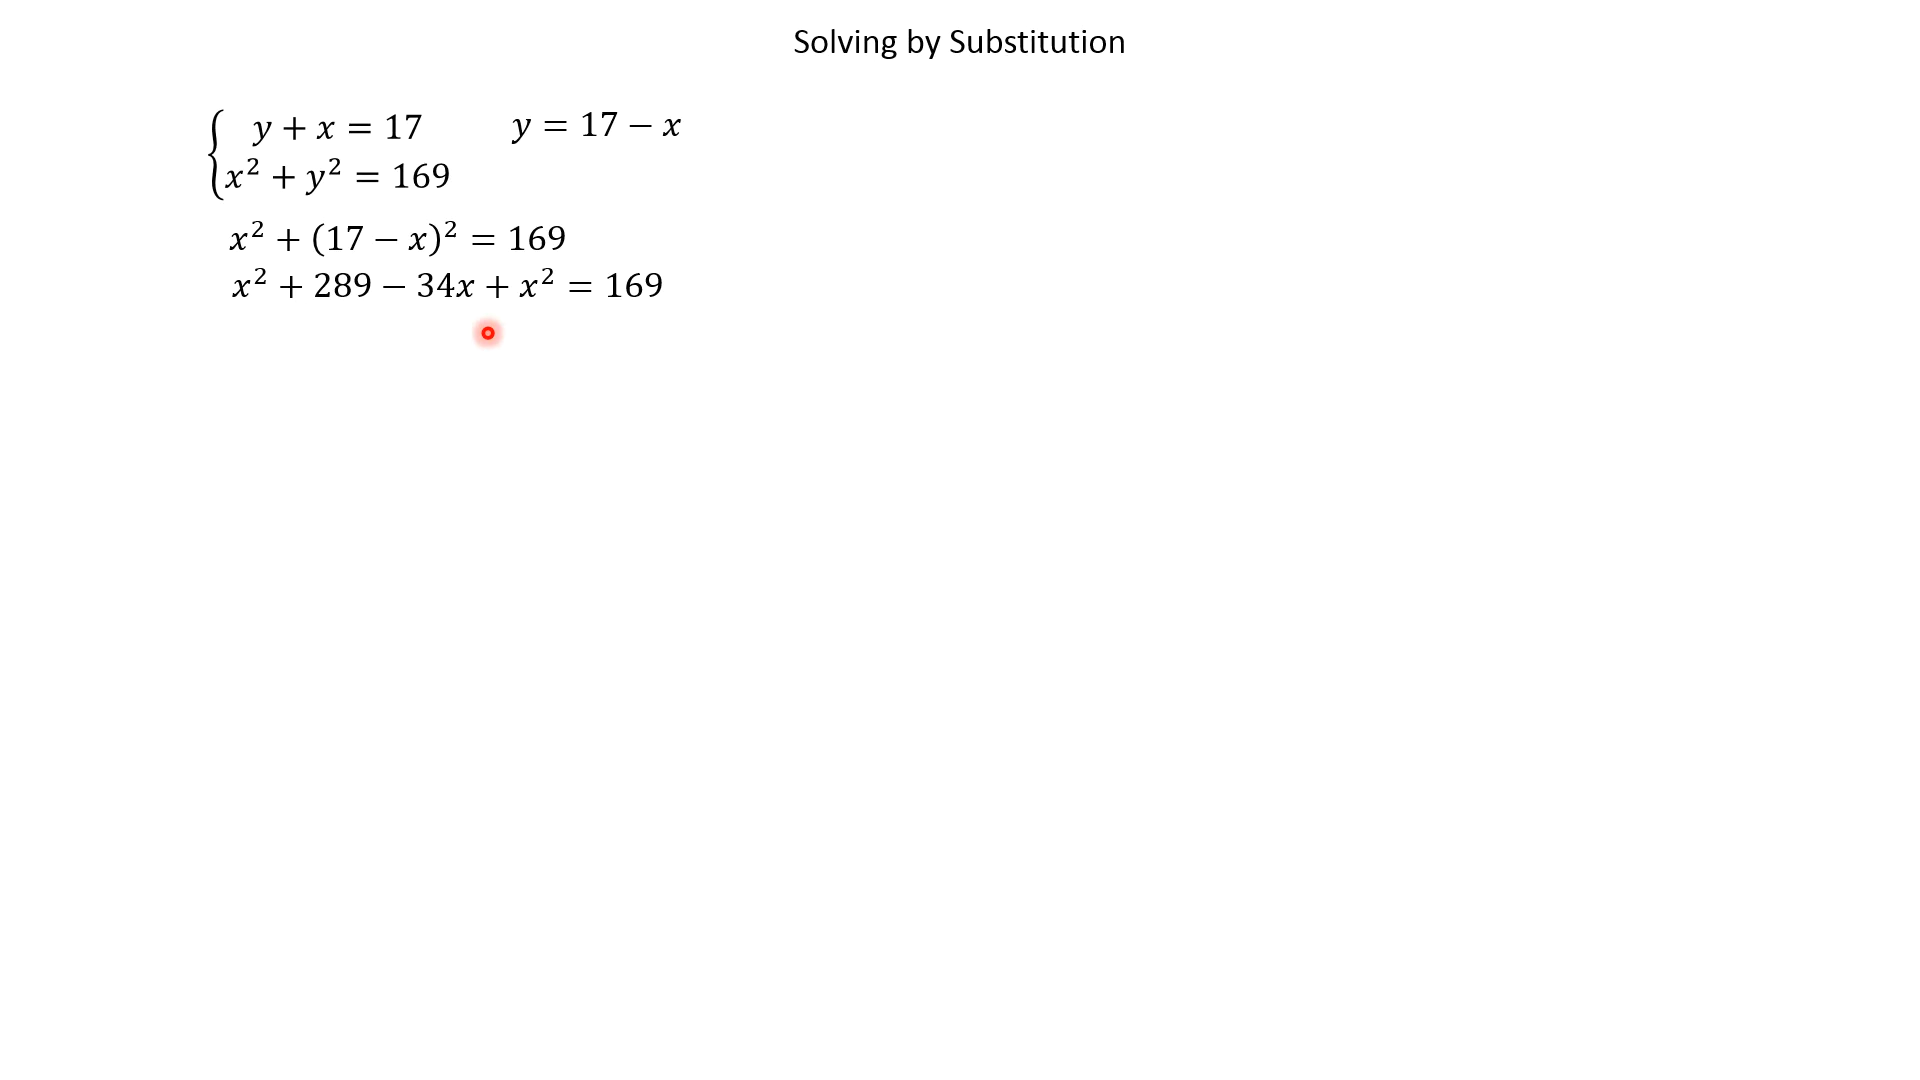 Solving by Substitution
y + x = 17
y = 17 − x
x² + y² = 169
x² + (17 − x)² = 169
x² + 289 − 34x + x² = 169